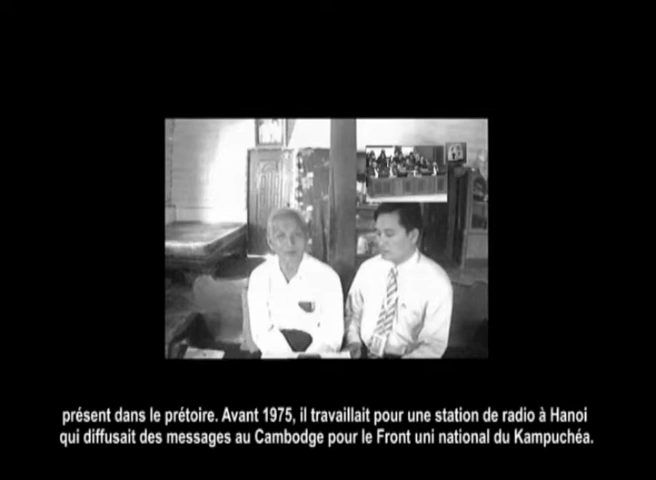 présent dans le prétoire. Avant 1975, il travaillait pour une station de radio à Hanoi
qui diffusait des messages au Cambodge pour le Front uni national du Kampuchéa.